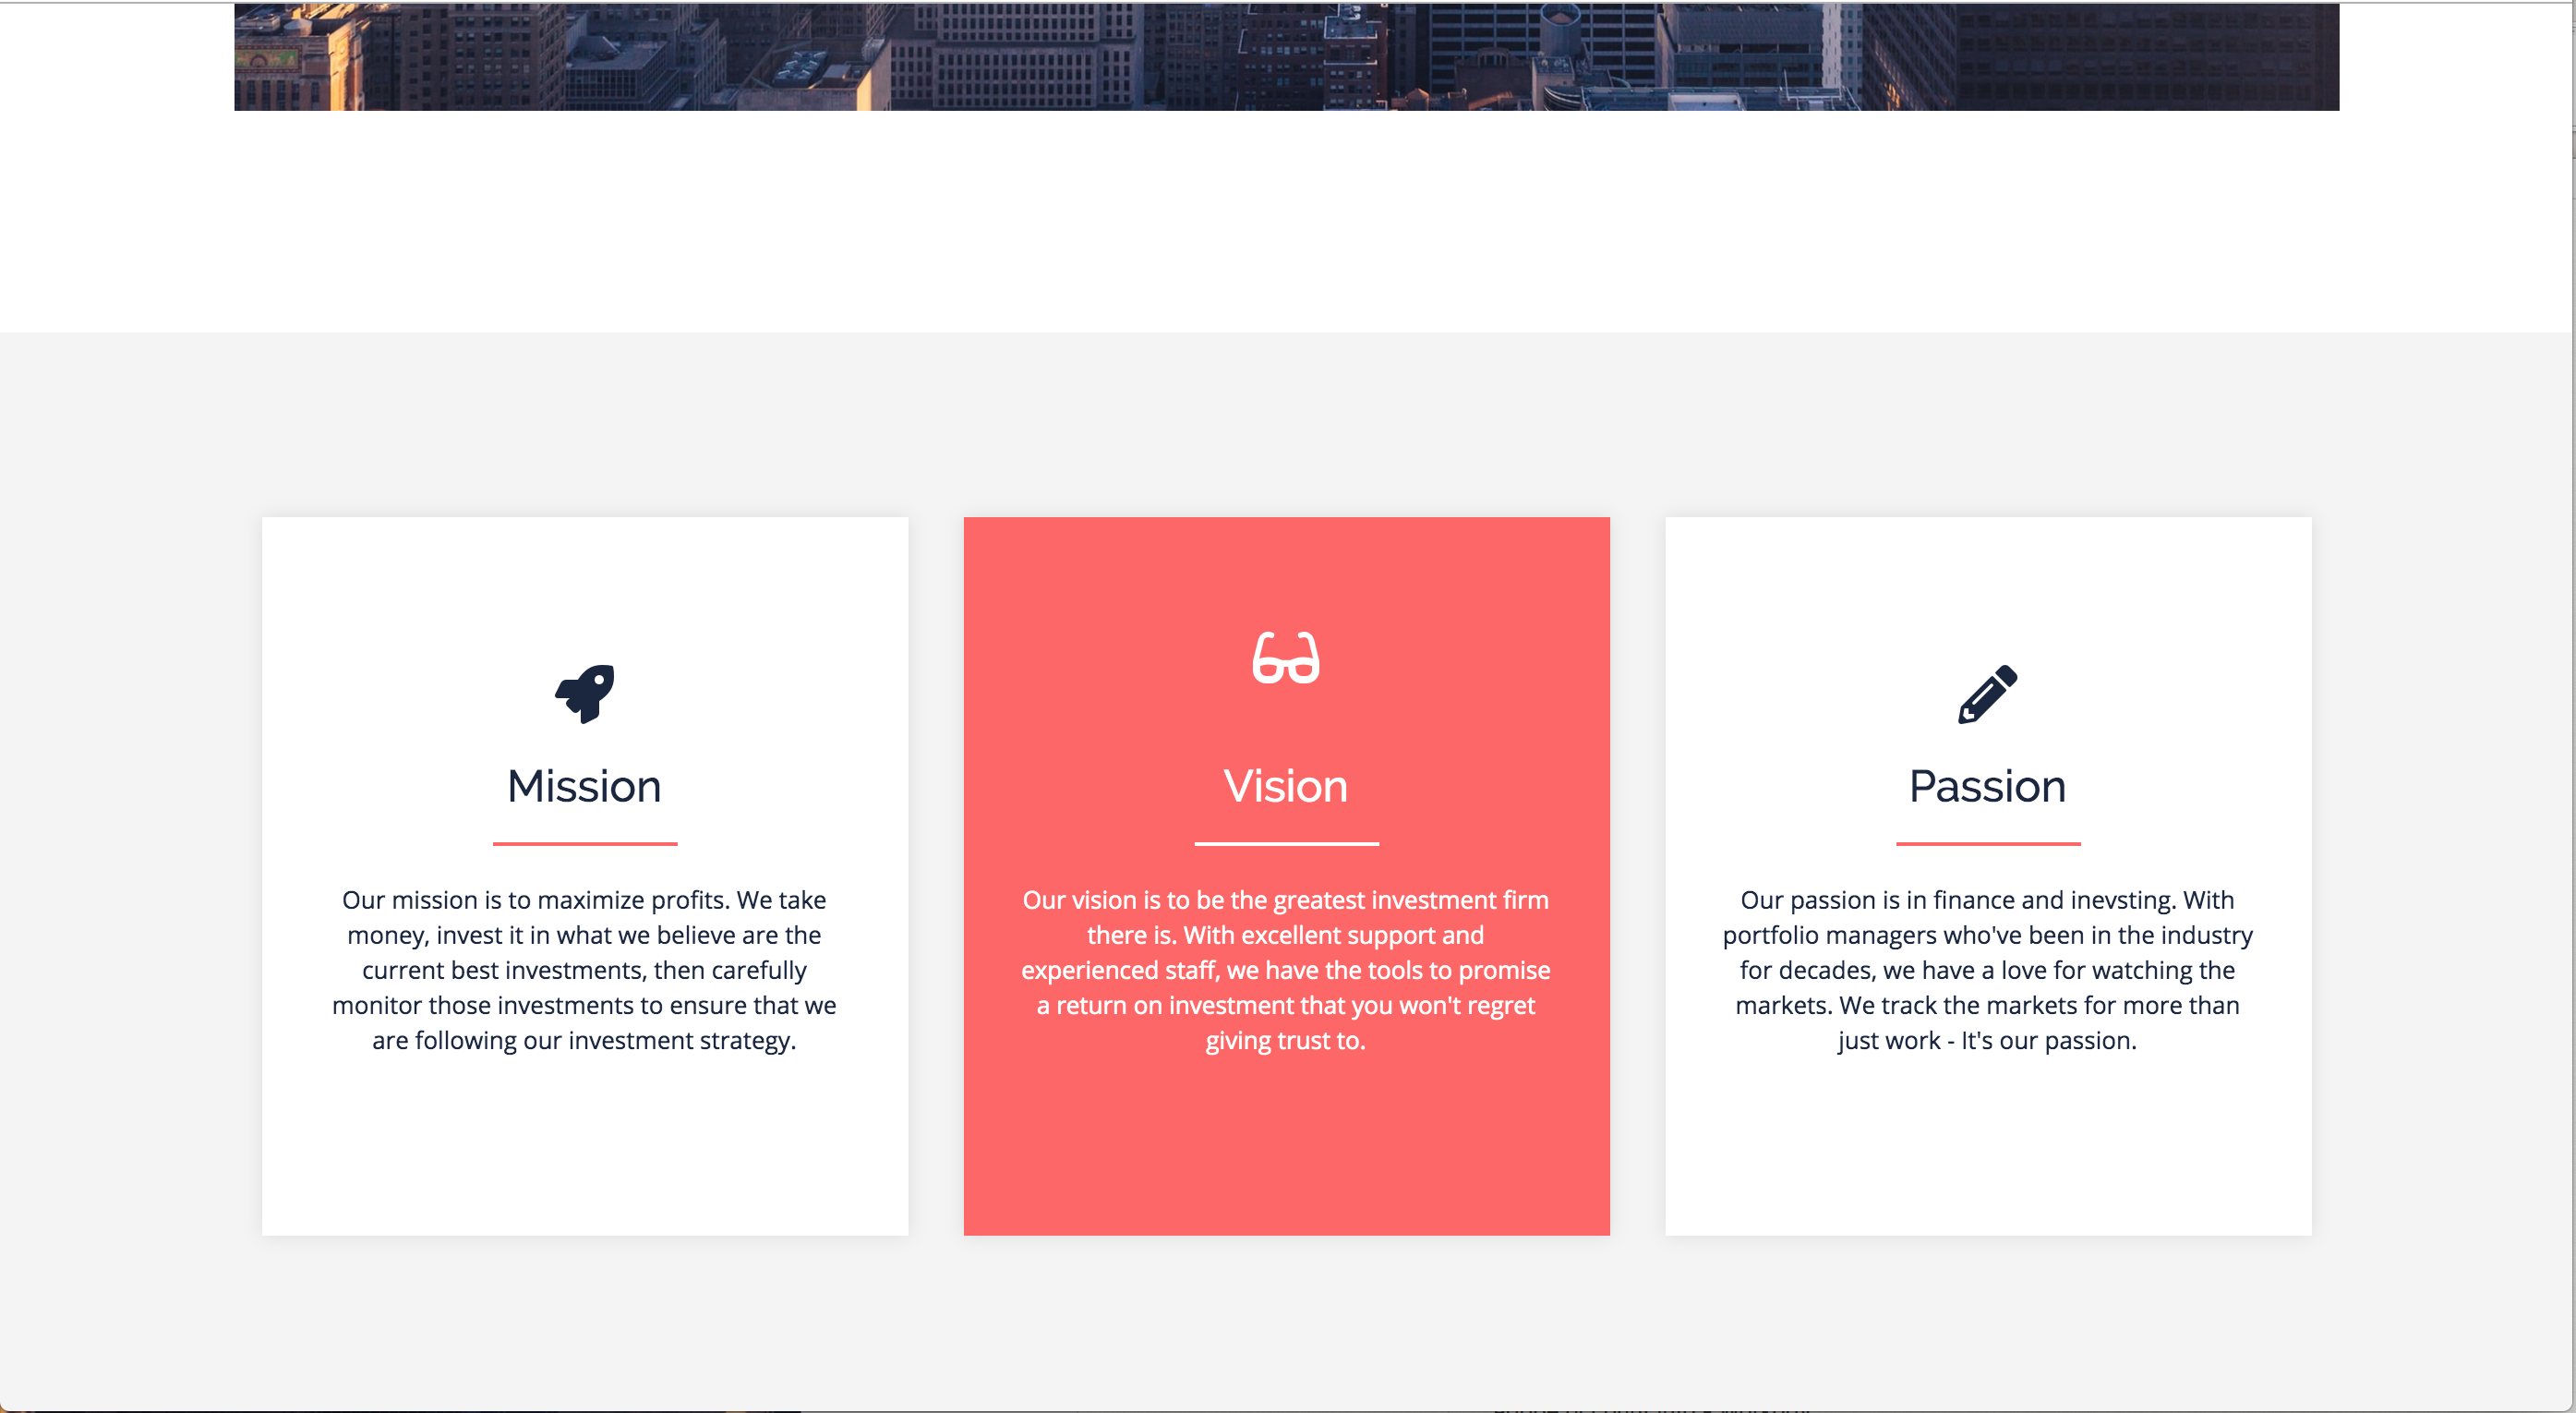 Mission
Our mission is to maximize profits. We take
money, invest it in what we believe are the
current best investments, then carefully
monitor those investments to ensure that we
are following our investment strategy.
Vision
Our vision is to be the greatest investment firm
there is. With excellent support and
experienced staff, we have the tools to promise
a return on investment that you won't regret
giving trust to.
Passion
Our passion is in finance and inevsting. With
portfolio managers who've been in the industry
for decades, we have a love for watching the
markets. We track the markets for more than
just work - It's our passion.